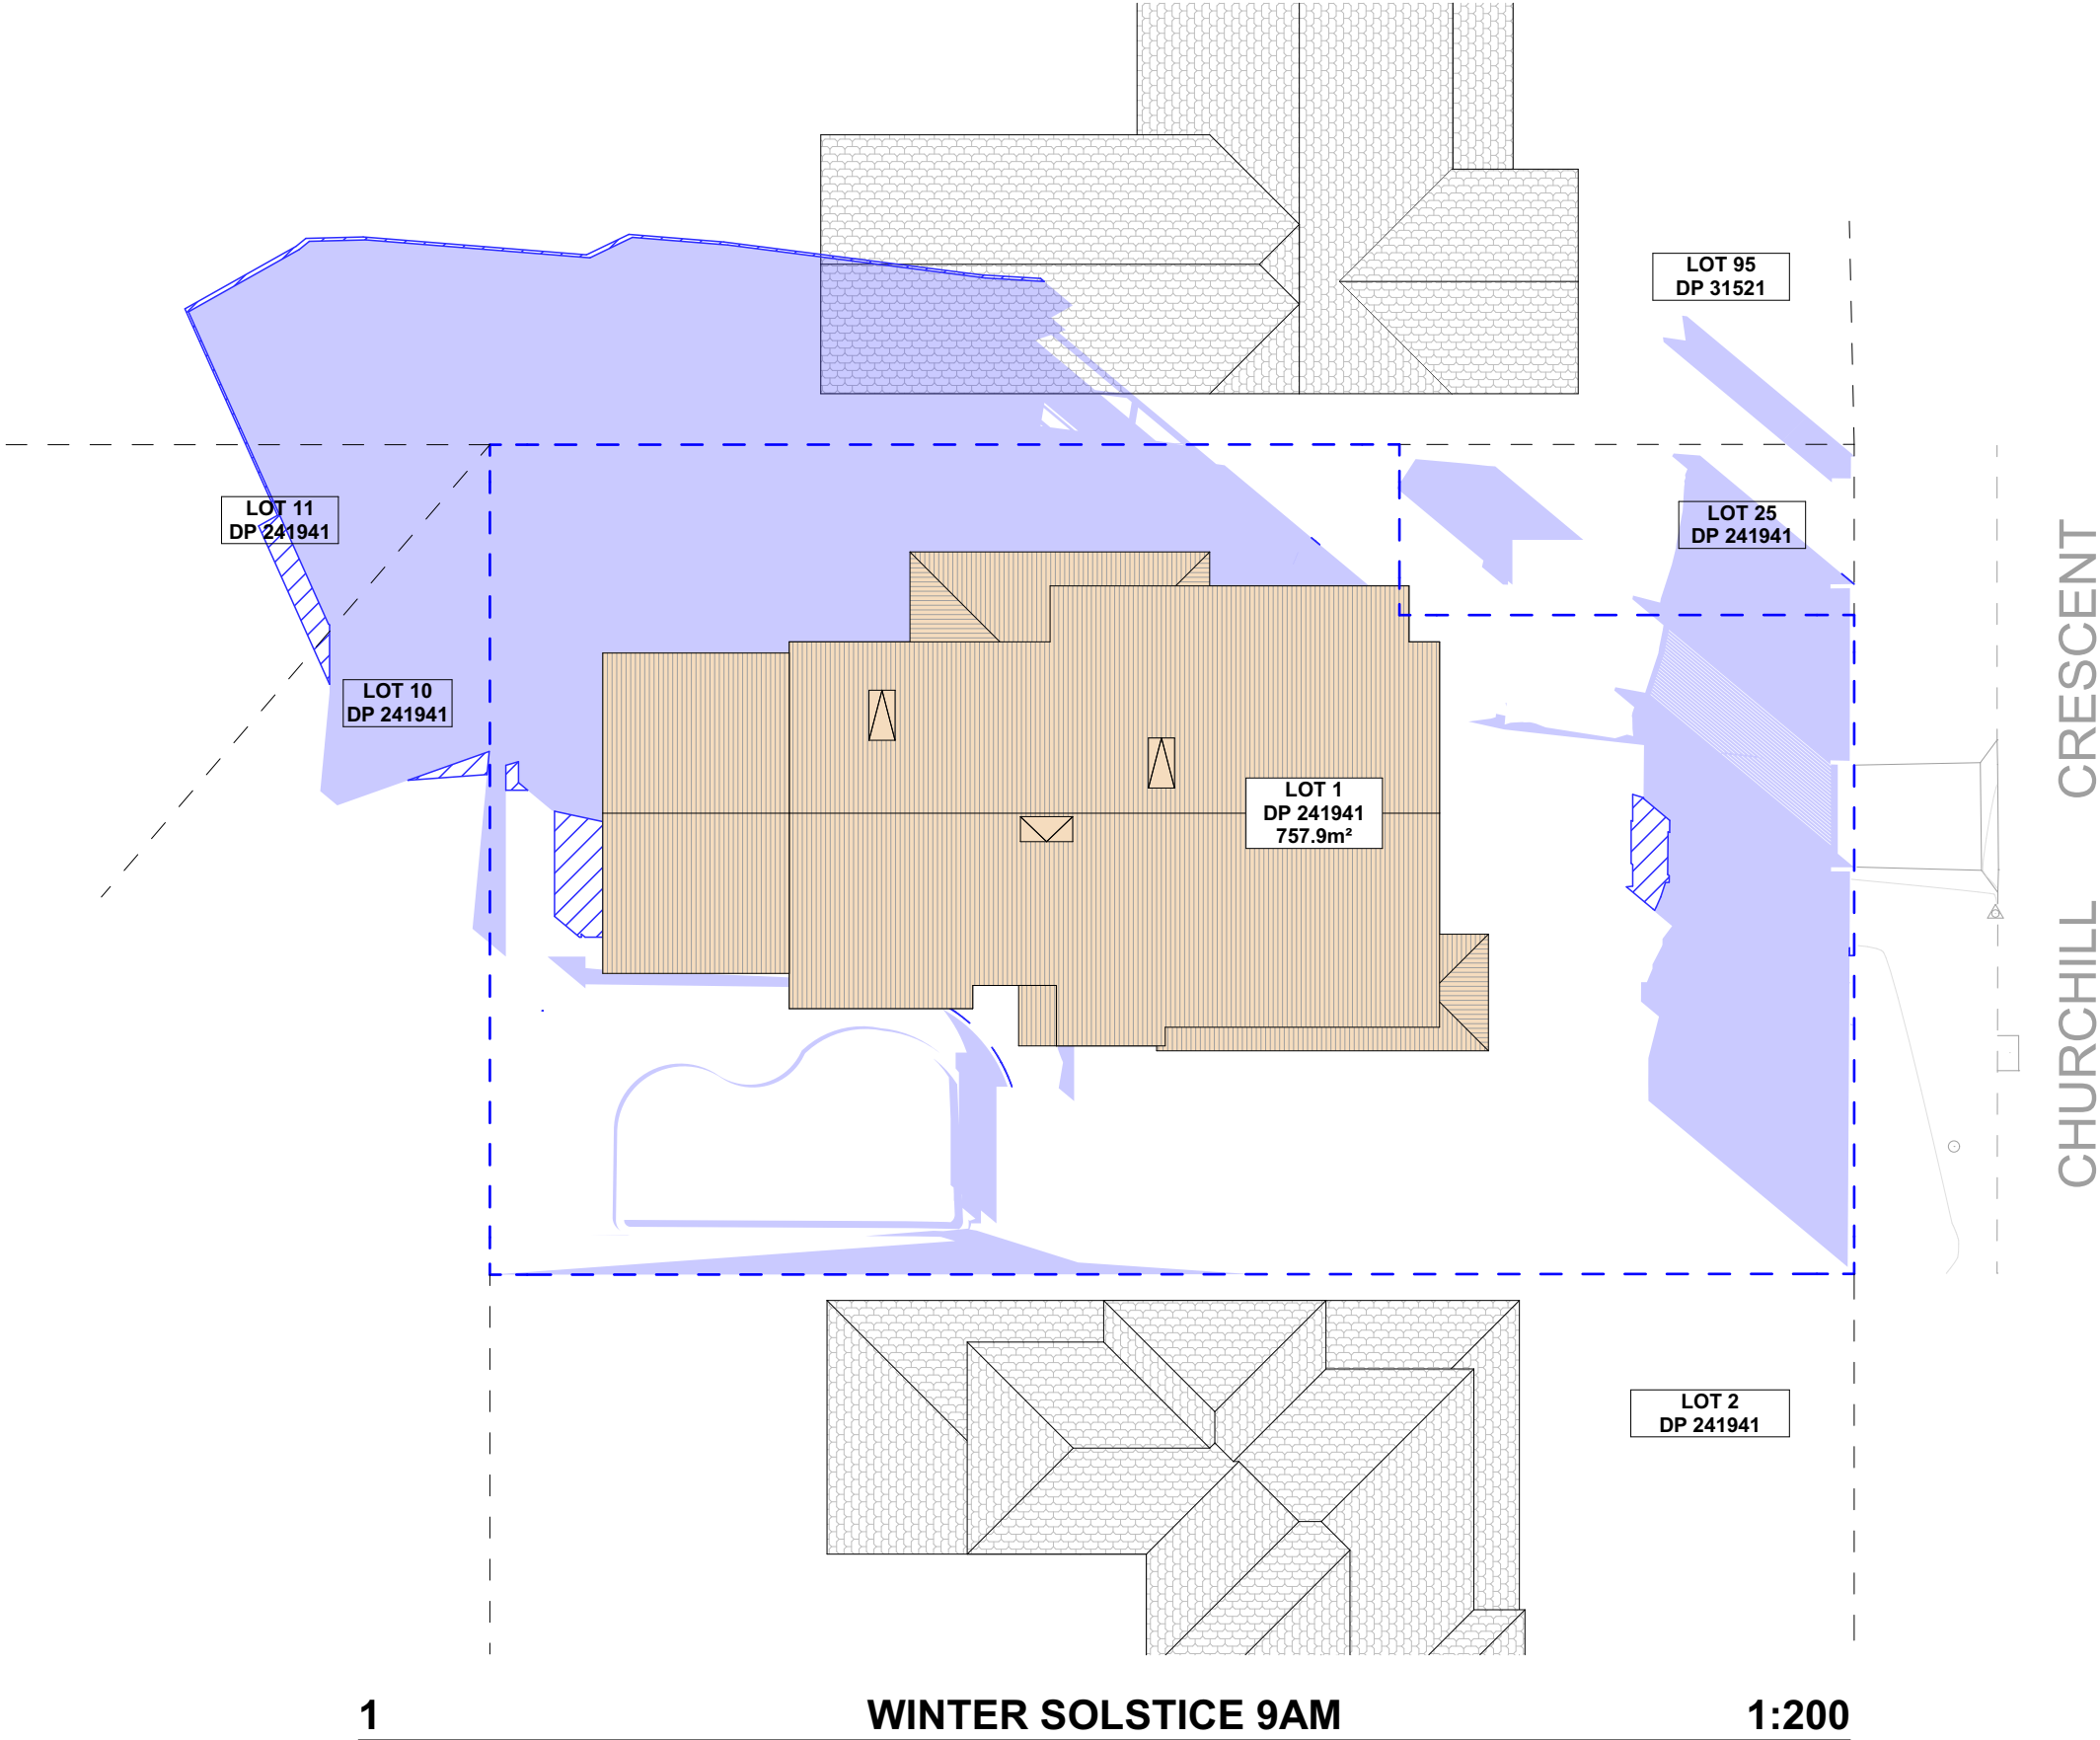 LOT 95
DP 31521
LOT 11
DP 241941
LOT 25
DP 241941
LOT 10
DP 241941
LOT 1
DP 241941
757.9m²
CHURCHILL CRESCENT
LOT 2
DP 241941
1 WINTER SOLSTICE 9AM 1:200